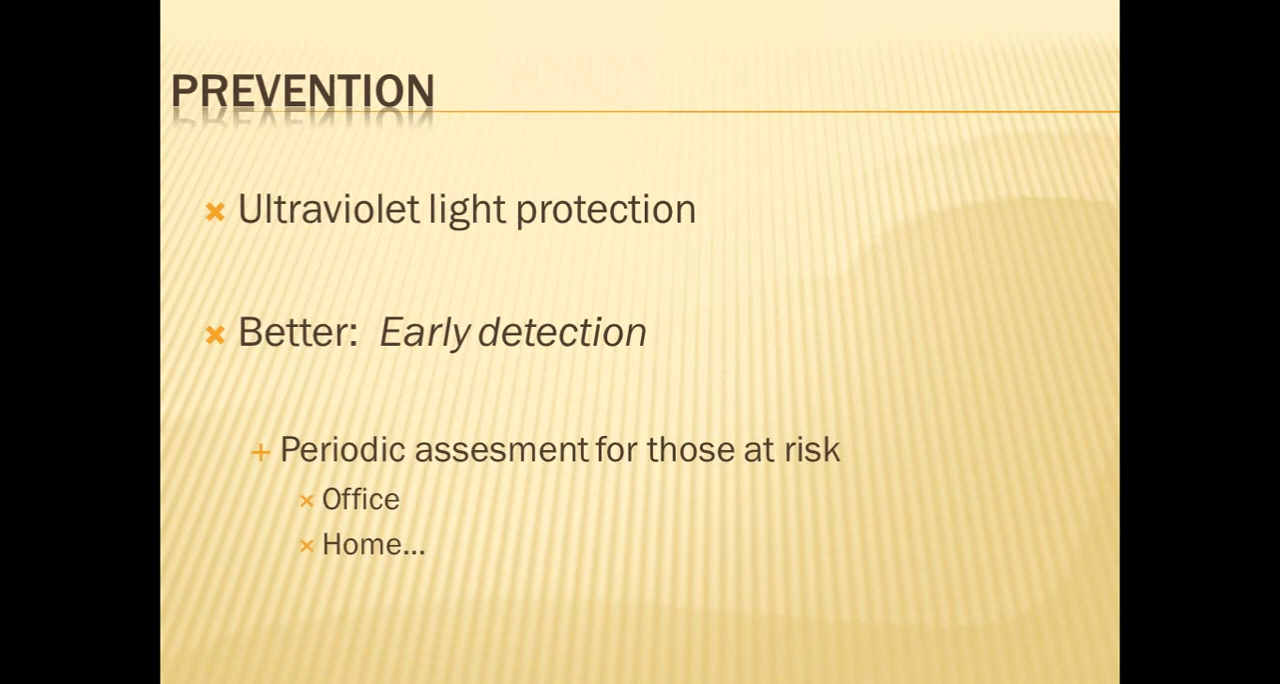 PREVENTION
Ultraviolet light protection
Better: Early detection
Periodic assesment for those at risk
Office
Home...